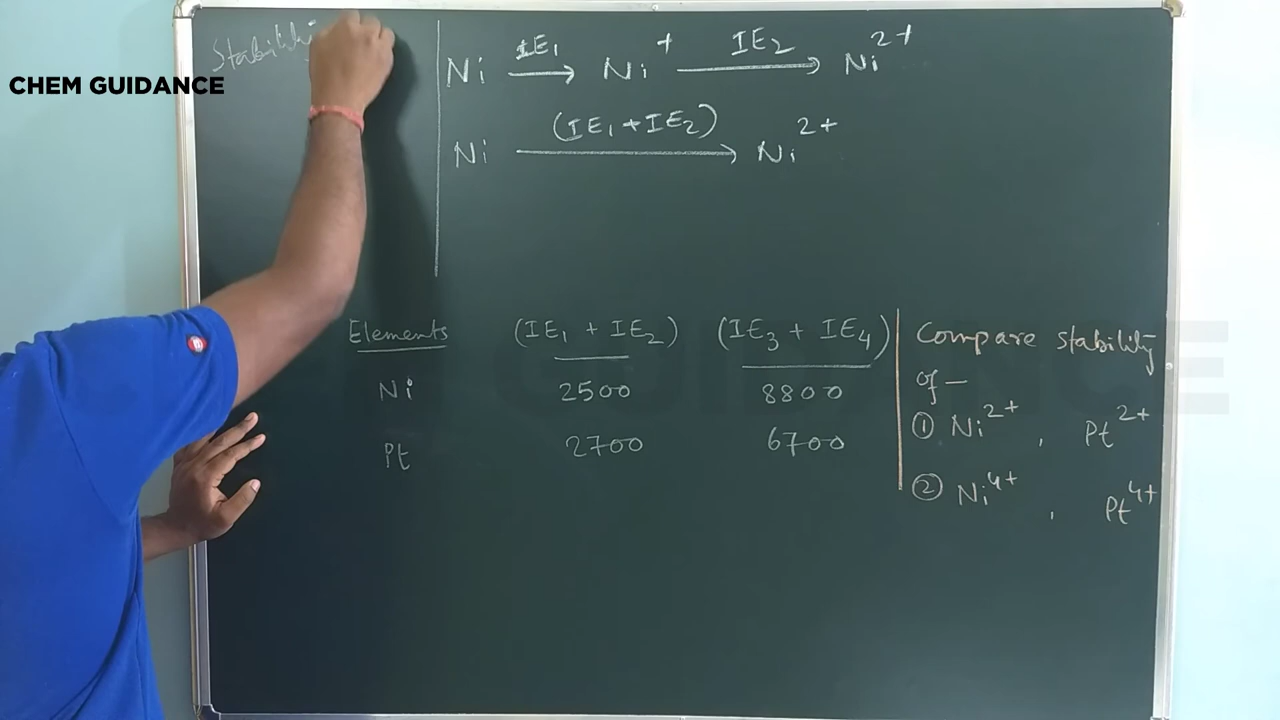 Stability
CHEM GUIDANCE
Ni IE₁ → Ni⁺ IE₂ → Ni²⁺
Ni (IE₁ + IE₂) → Ni²⁺
Elements (IE₁ + IE₂) (IE₃ + IE₄)
Ni 2500 8800
Pt 2700 6700
Compare stability
of —
① Ni²⁺ , Pt²⁺
② Ni⁴⁺ , Pt⁴⁺